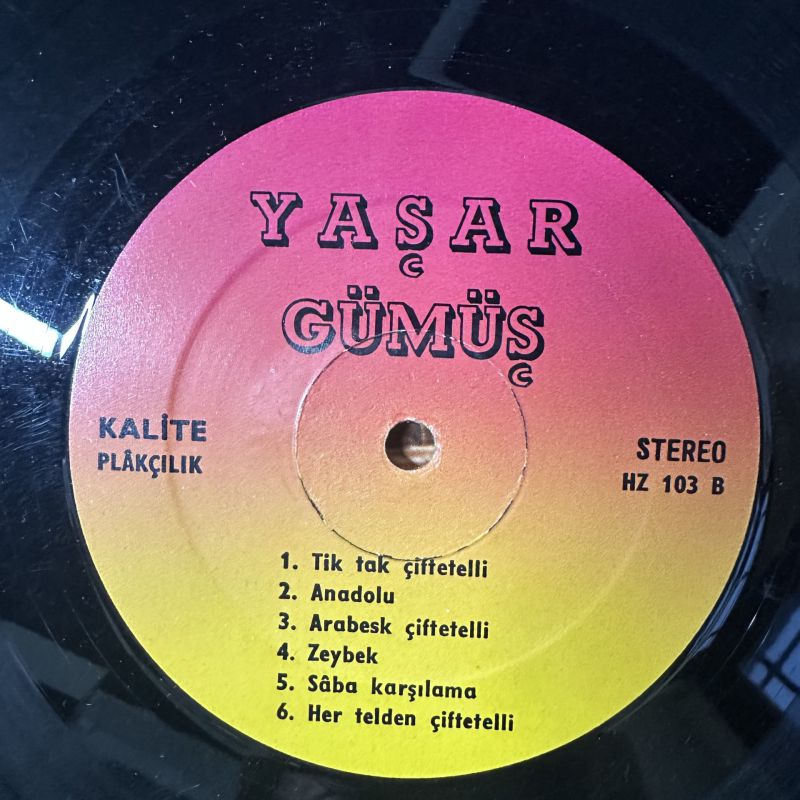 YAŞAR
GÜMÜŞ
KALİTE
PLÂKÇILIK
STEREO
HZ 103 B
1. Tik tak çiftetelli
2. Anadolu
3. Arabesk çiftetelli
4. Zeybek
5. Sâba karşılama
6. Her telden çiftetelli